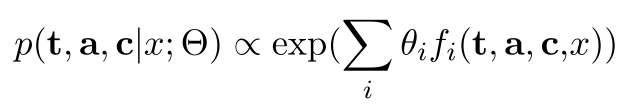 p(t, a, c|x; Θ) ∝ exp(∑_i θ_i f_i(t, a, c,x))